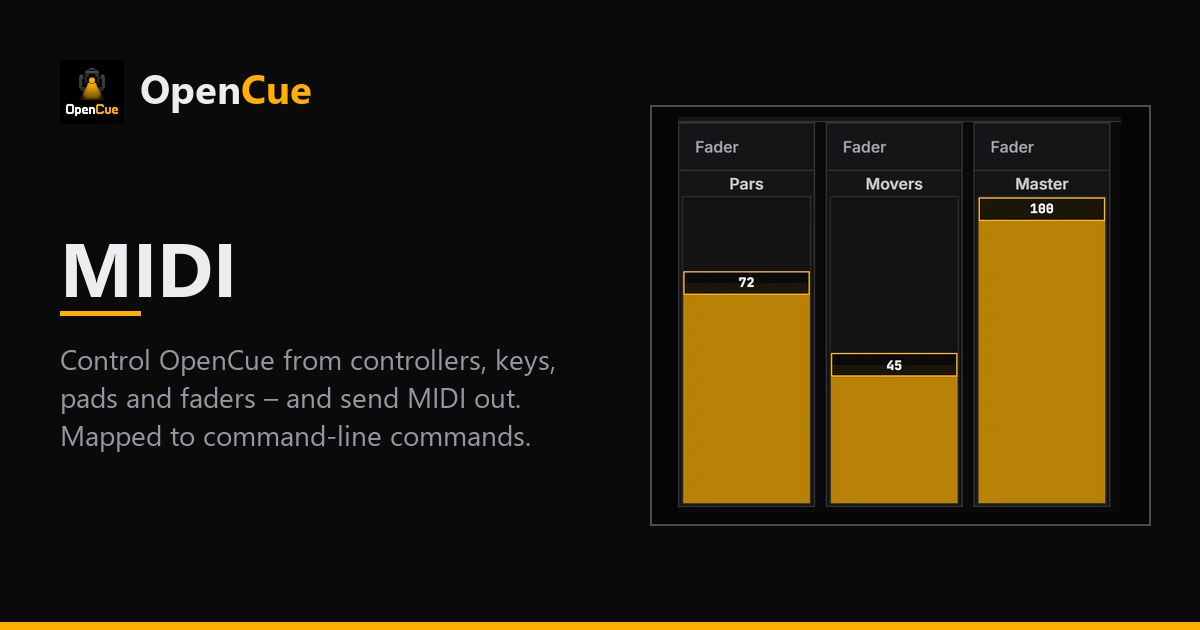 OpenCue
OpenCue
MIDI
Control OpenCue from controllers, keys,
pads and faders – and send MIDI out.
Mapped to command-line commands.
Fader
Pars
72
Fader
Movers
45
Fader
Master
100